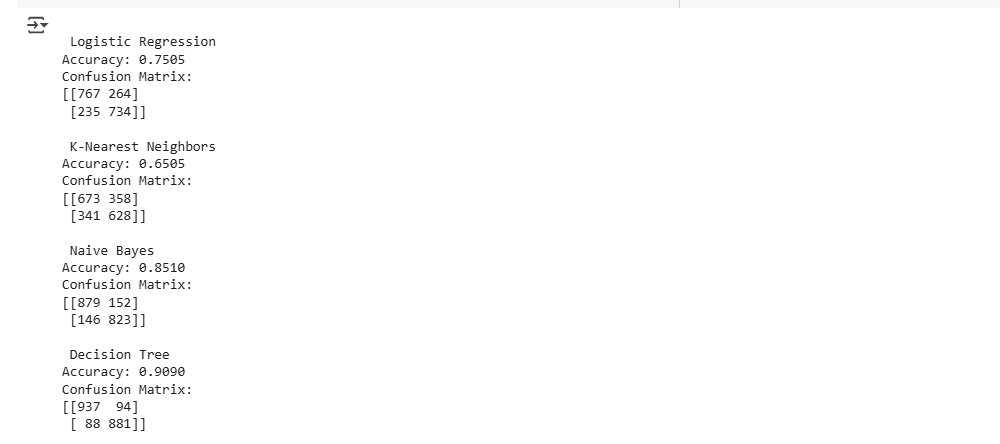 Logistic Regression
Accuracy: 0.7505
Confusion Matrix:
[[767 264]
 [235 734]]
K-Nearest Neighbors
Accuracy: 0.6505
Confusion Matrix:
[[673 358]
 [341 628]]
Naive Bayes
Accuracy: 0.8510
Confusion Matrix:
[[879 152]
 [146 823]]
Decision Tree
Accuracy: 0.9090
Confusion Matrix:
[[937  94]
 [ 88 881]]